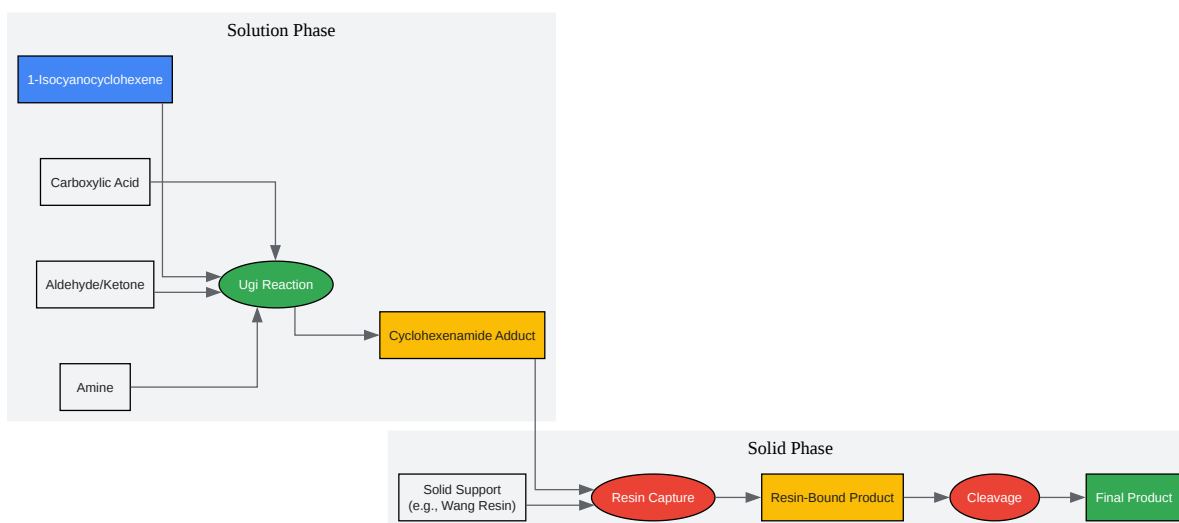 Solution Phase
1-Isocyanocyclohexene
Carboxylic Acid
Aldehyde/Ketone
Ugi Reaction
Cyclohexenamide Adduct
Amine
Solid Phase
Solid Support
(e.g., Wang Resin)
Resin Capture
Resin-Bound Product
Cleavage
Final Product